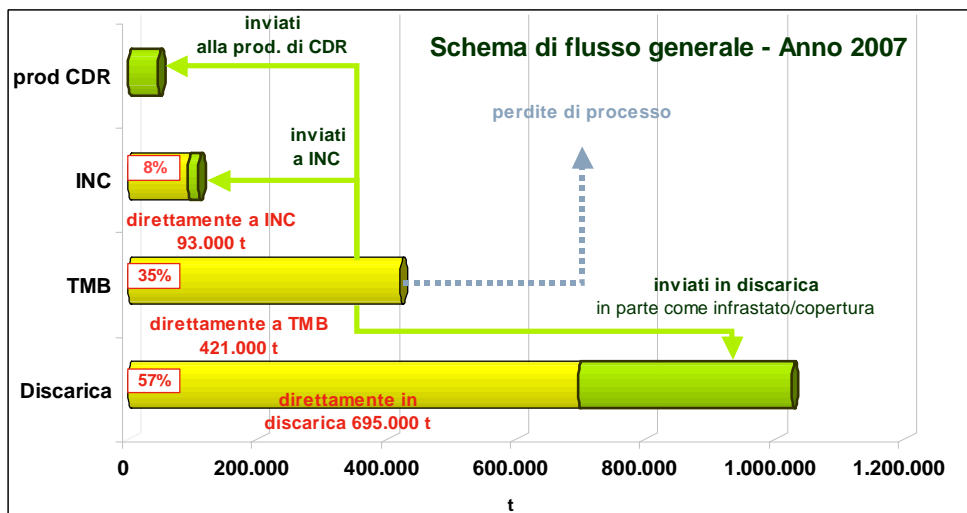 Schema di flusso generale - Anno 2007
inviati
alla prod. di CDR
prod CDR
perdite di processo
inviati
a INC
INC
8%
direttamente a INC
93.000 t
TMB
35%
inviati in discarica
in parte come infrastato/copertura
direttamente a TMB
421.000 t
Discarica
57%
direttamente in
discarica 695.000 t
0 200.000 400.000 600.000 800.000 1.000.000 1.200.000
t